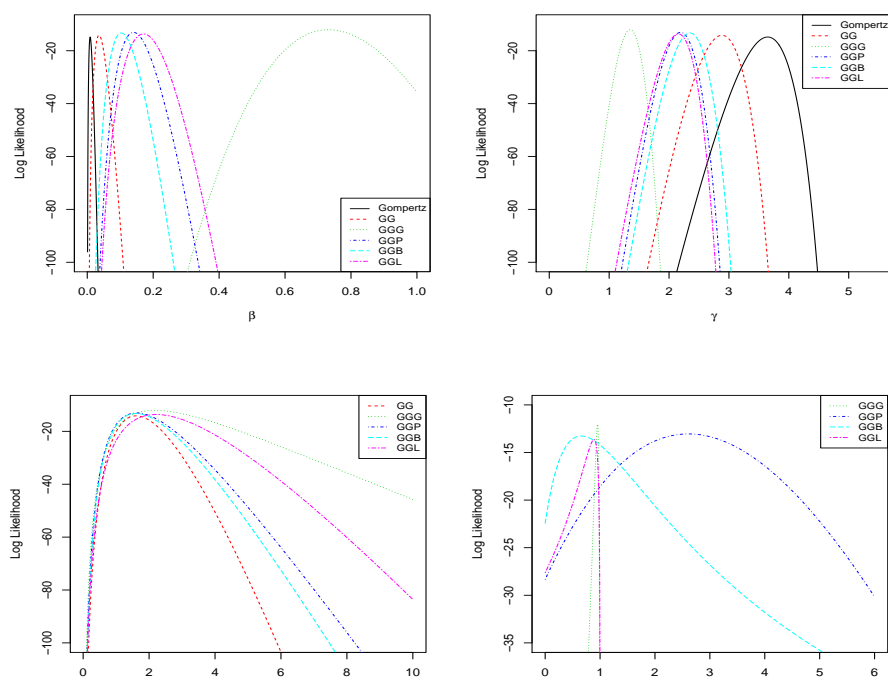 Log Likelihood
−20
−40
−60
−80
−100
0.0
0.2
0.4
0.6
0.8
1.0
β
Gompertz
GG
GGG
GGP
GGB
GGL
Log Likelihood
−20
−40
−60
−80
−100
0
1
2
3
4
5
γ
Gompertz
GG
GGG
GGP
GGB
GGL
Log Likelihood
−20
−40
−60
−80
−100
0
2
4
6
8
10
GG
GGG
GGP
GGB
GGL
Log Likelihood
−10
−15
−20
−25
−30
−35
0
1
2
3
4
5
6
GGG
GGP
GGB
GGL